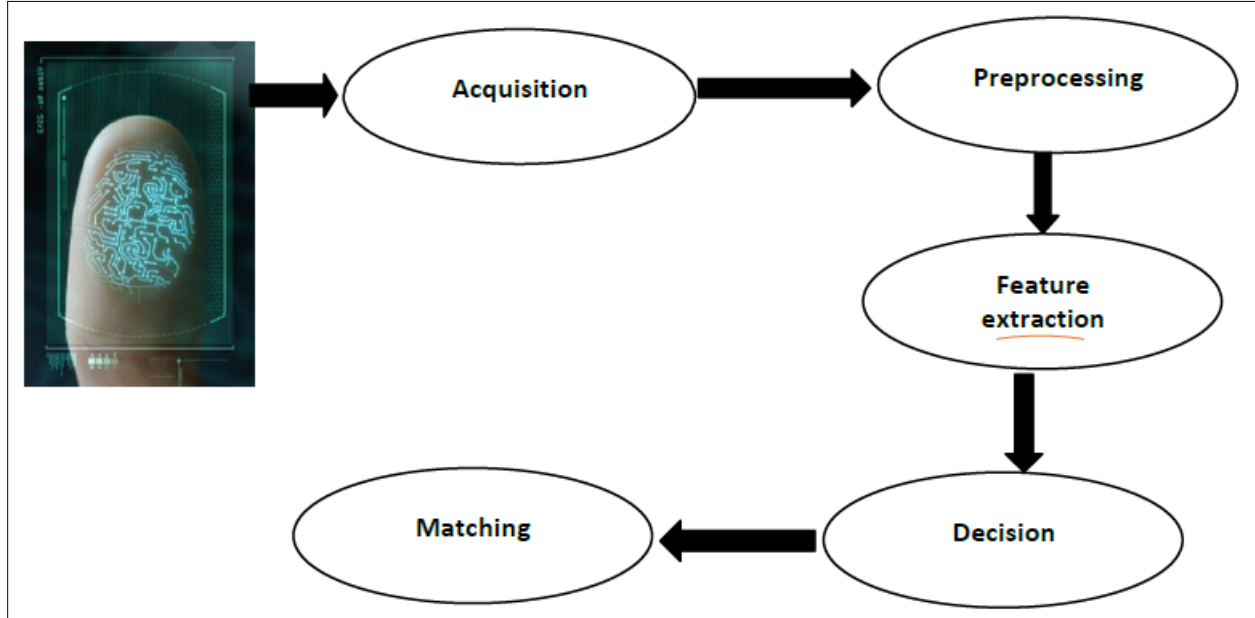 Acquisition
Preprocessing
Feature
extraction
Decision
Matching